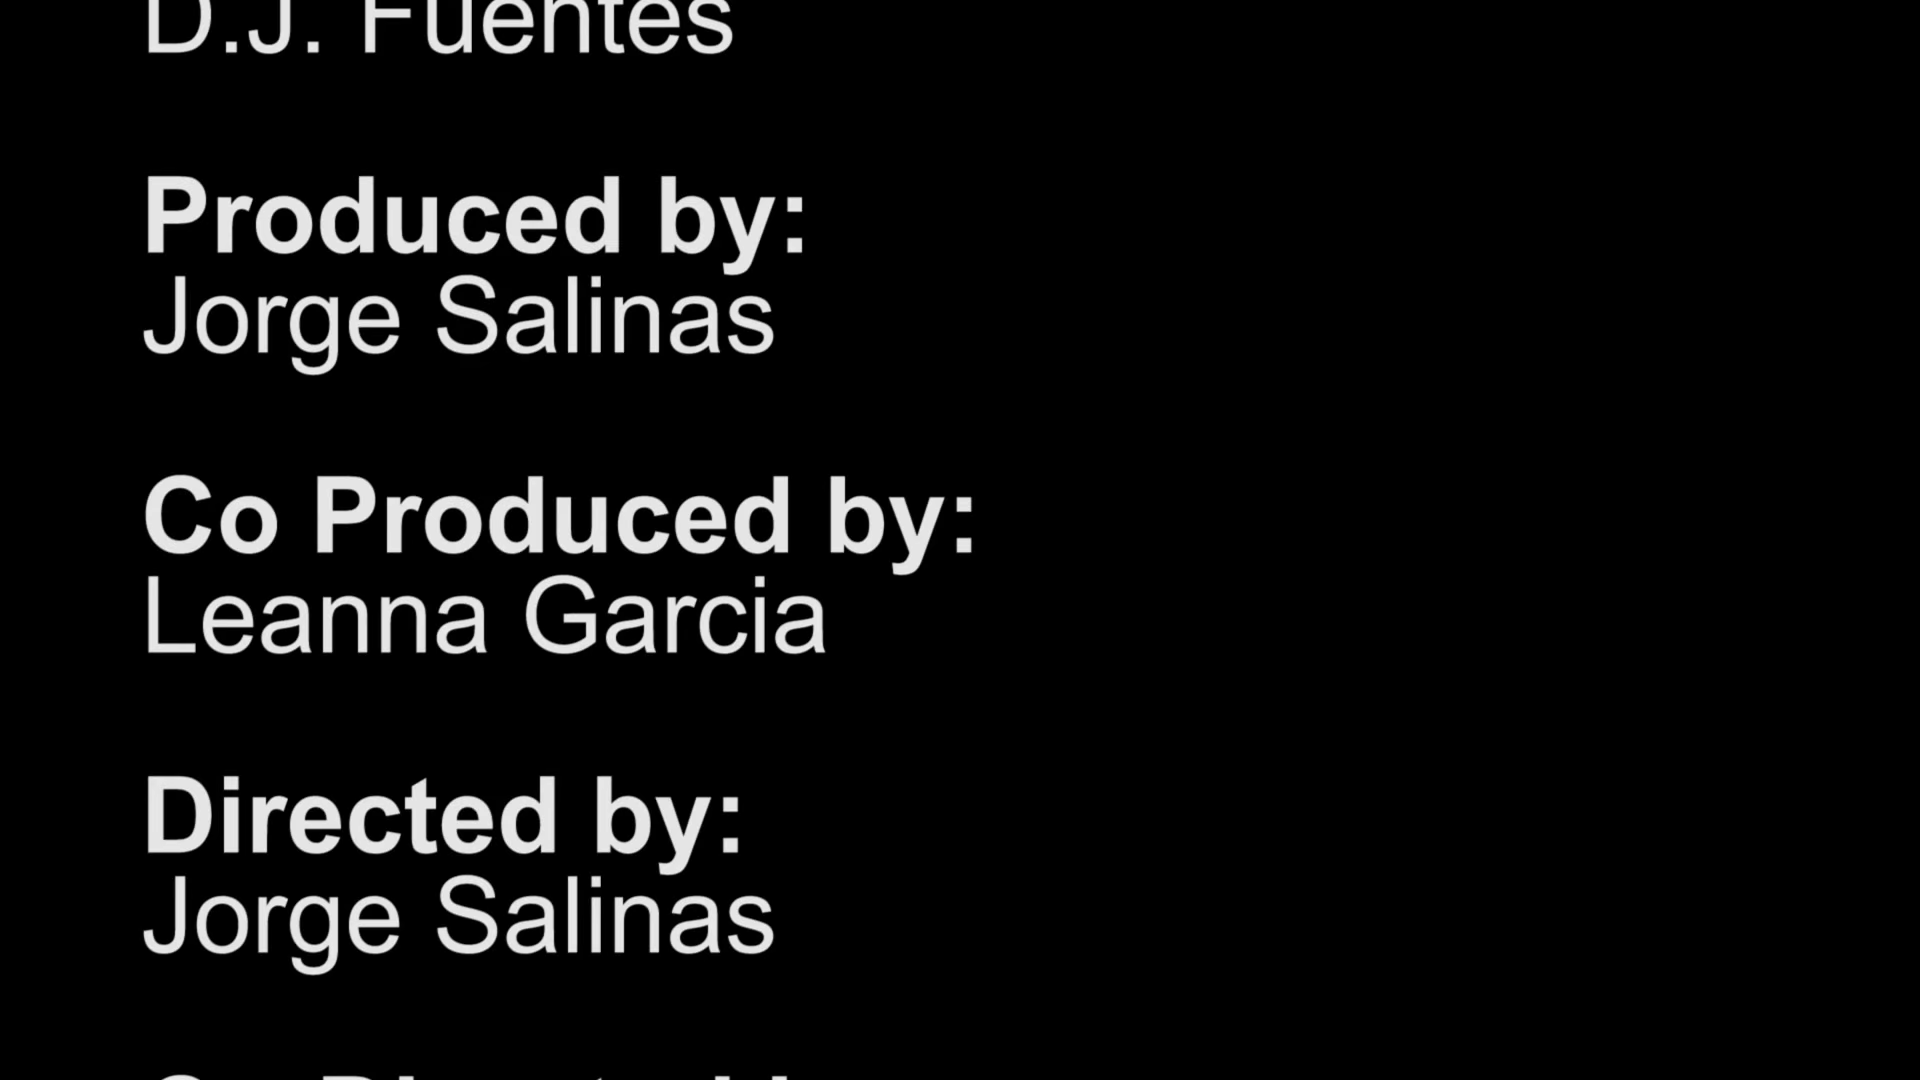 D.J. Fuentes
Produced by:
Jorge Salinas
Co Produced by:
Leanna Garcia
Directed by:
Jorge Salinas